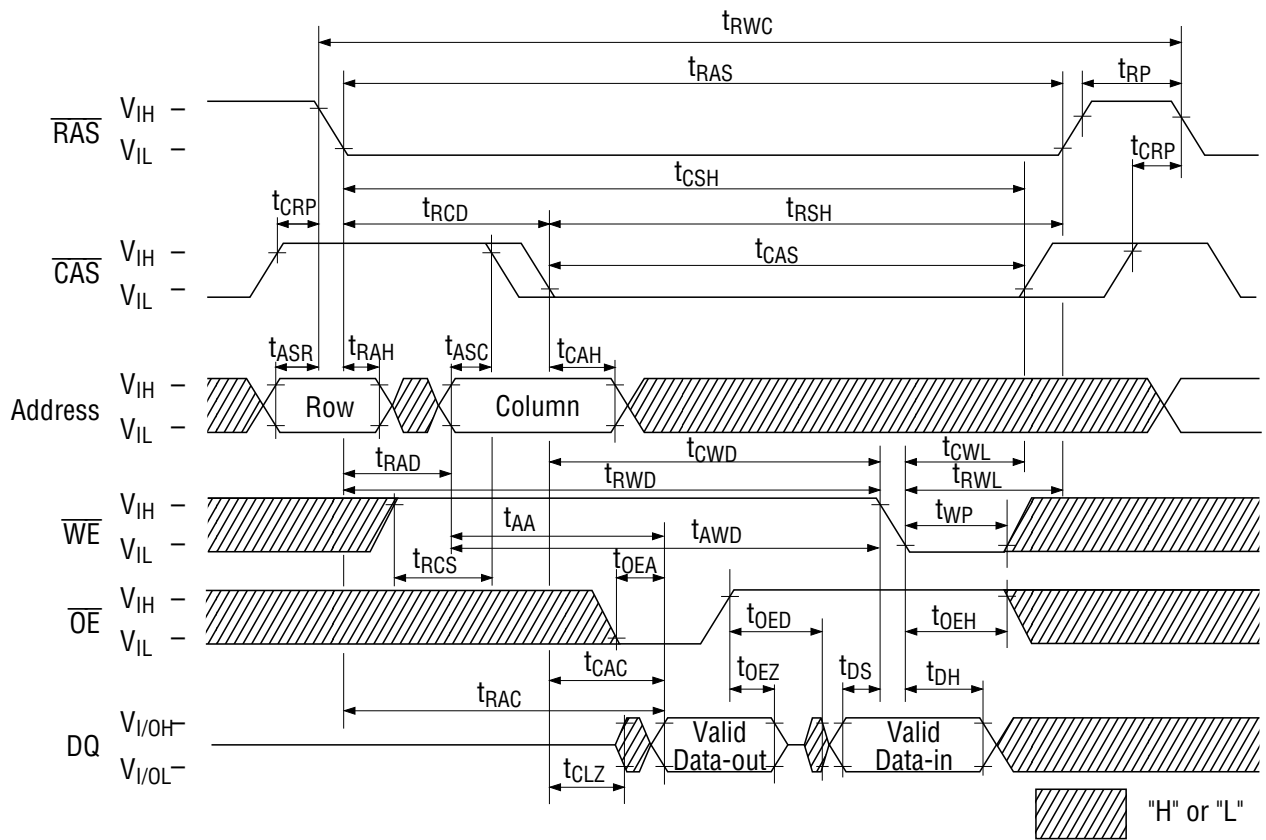 tRWC
tRAS
tRP
RAS
VIH
VIL
tCRP
tCSH
tCRP
tRCD
tRSH
CAS
VIH
VIL
tCAS
tASR
tRAH
tASC
tCAH
Address
VIH
VIL
Row
Column
tRAD
tCWD
tCWL
tRWD
tRWL
WE
VIH
VIL
tWP
tAA
tAWD
tRCS
tOEA
OE
VIH
VIL
tOED
tOEH
tCAC
tOEZ
tDS
tDH
tRAC
DQ
VI/OH
VI/OL
Valid
Data-out
Valid
Data-in
tCLZ
"H" or "L"